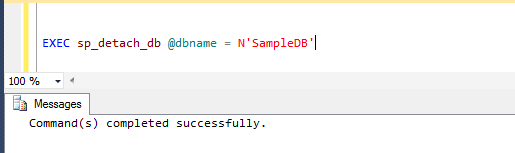 EXEC sp_detach_db @dbname = N'SampleDB'
100 %
Messages
Command(s) completed successfully.